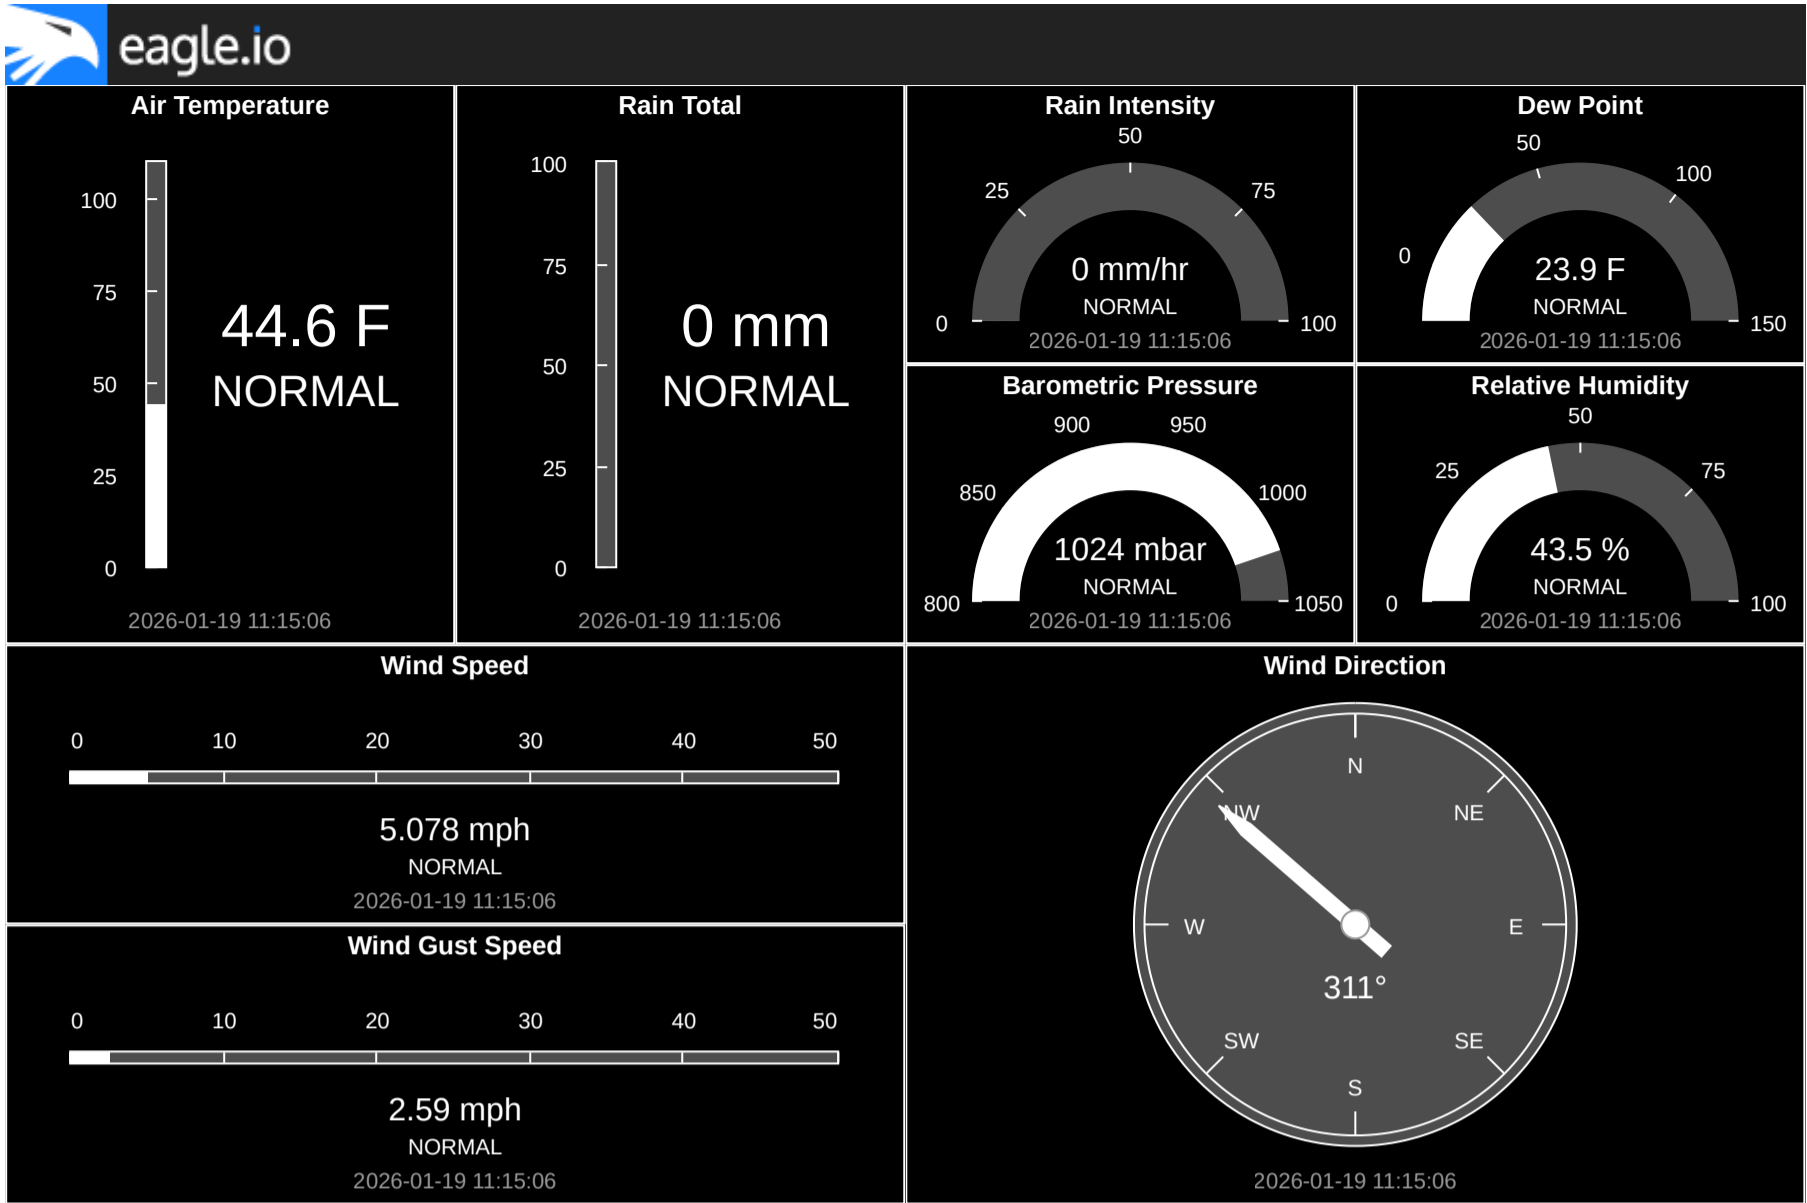 eagle.io
Air Temperature
100
75
50
25
0
44.6 F
NORMAL
2026-01-19 11:15:06
Rain Total
100
75
50
25
0
0 mm
NORMAL
2026-01-19 11:15:06
Rain Intensity
50
25
75
0
100
0 mm/hr
NORMAL
2026-01-19 11:15:06
Dew Point
50
100
0
150
23.9 F
NORMAL
2026-01-19 11:15:06
Barometric Pressure
900 950
850 1000
800 1050
1024 mbar
NORMAL
2026-01-19 11:15:06
Relative Humidity
50
25 75
0 100
43.5 %
NORMAL
2026-01-19 11:15:06
Wind Speed
0 10 20 30 40 50
5.078 mph
NORMAL
2026-01-19 11:15:06
Wind Gust Speed
0 10 20 30 40 50
2.59 mph
NORMAL
2026-01-19 11:15:06
Wind Direction
N
NW NE
W E
311°
SW SE
S
2026-01-19 11:15:06